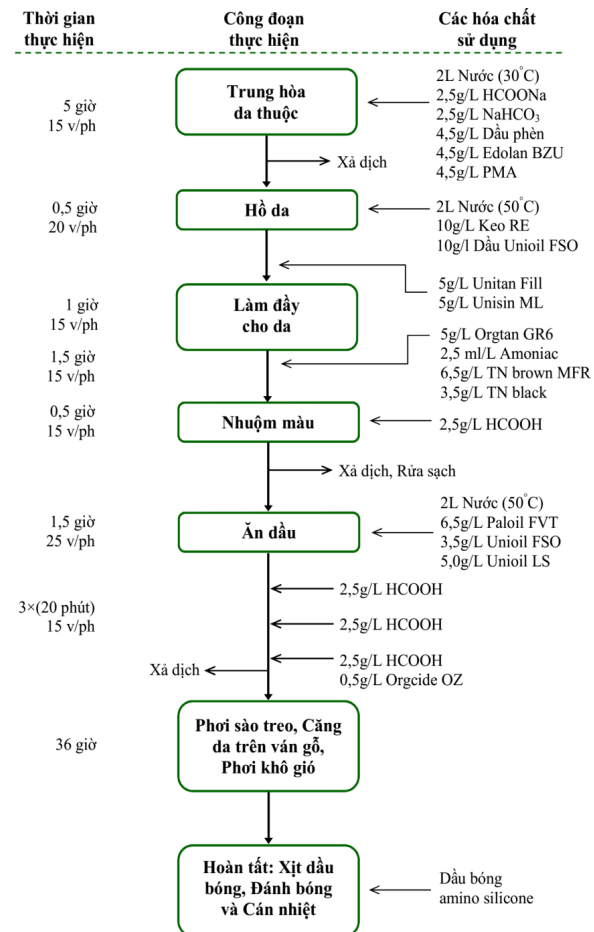 Thời gian
thực hiện
Công đoạn
thực hiện
Các hóa chất
sử dụng
5 giờ
15 v/ph
Trung hòa
da thuộc
2L Nước (30°C)
2,5g/L HCOONa
2,5g/L NaHCO₃
4,5g/L Dầu phèn
4,5g/L Edolan BZU
4,5g/L PMA
Xả dịch
0,5 giờ
20 v/ph
Hồ da
2L Nước (50°C)
10g/L Keo RE
10g/l Dầu Unioil FSO
5g/L Unitan Fill
5g/L Unisin ML
1 giờ
15 v/ph
Làm đầy
cho da
1,5 giờ
15 v/ph
5g/L Orgtan GR6
2,5 ml/L Amoniac
6,5g/L TN brown MFR
3,5g/L TN black
0,5 giờ
15 v/ph
Nhuộm màu
2,5g/L HCOOH
Xả dịch, Rửa sạch
1,5 giờ
25 v/ph
Ăn dầu
2L Nước (50°C)
6,5g/L Paloil FVT
3,5g/L Unioil FSO
5,0g/L Unioil LS
3×(20 phút)
15 v/ph
2,5g/L HCOOH
2,5g/L HCOOH
2,5g/L HCOOH
0,5g/L Orgcide OZ
Xả dịch
36 giờ
Phơi sào treo, Căng
da trên ván gỗ,
Phơi khô gió
Hoàn tất: Xịt dầu
bóng, Đánh bóng
và Cán nhiệt
Dầu bóng
amino silicone